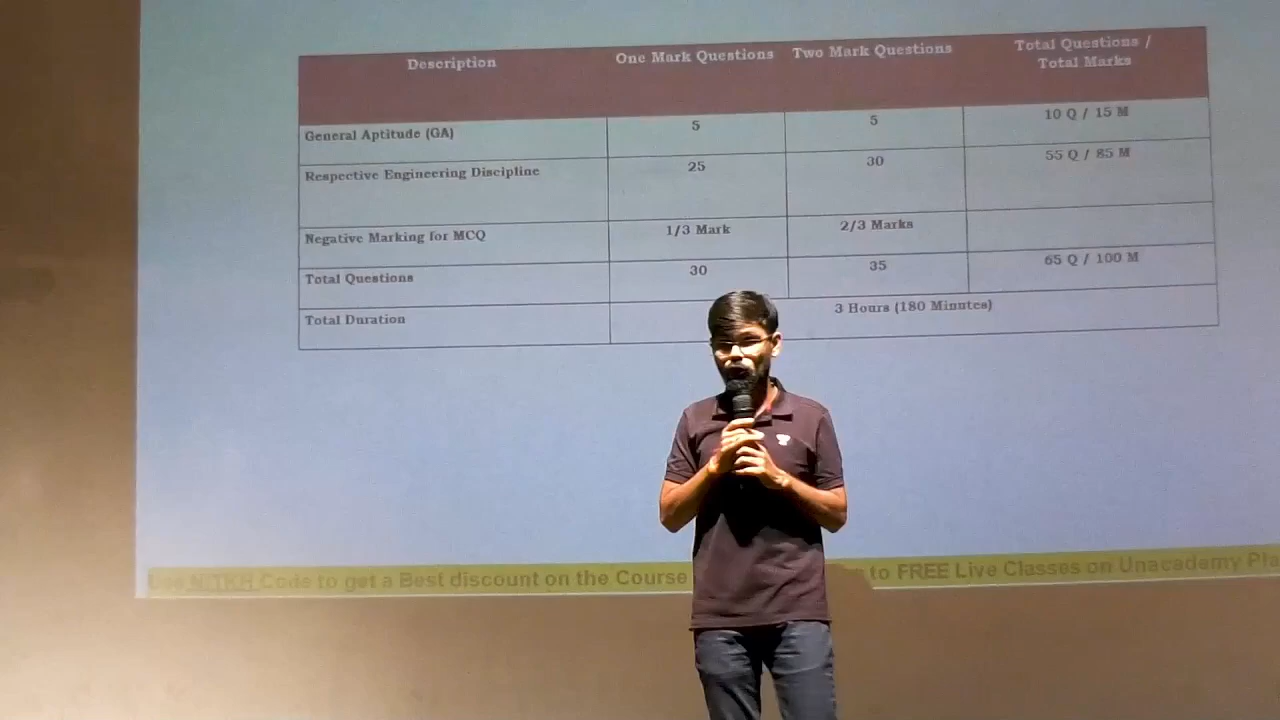 Description One Mark Questions Two Mark Questions Total Questions /
Total Marks
General Aptitude (GA) 5 5 10 Q / 15 M
Respective Engineering Discipline 25 30 55 Q / 85 M
Negative Marking for MCQ 1/3 Mark 2/3 Marks
Total Questions 30 35 65 Q / 100 M
Total Duration 3 Hours (180 Minutes)
Code to get a Best discount on the Course to FREE Live Classes on Unacademy Pla